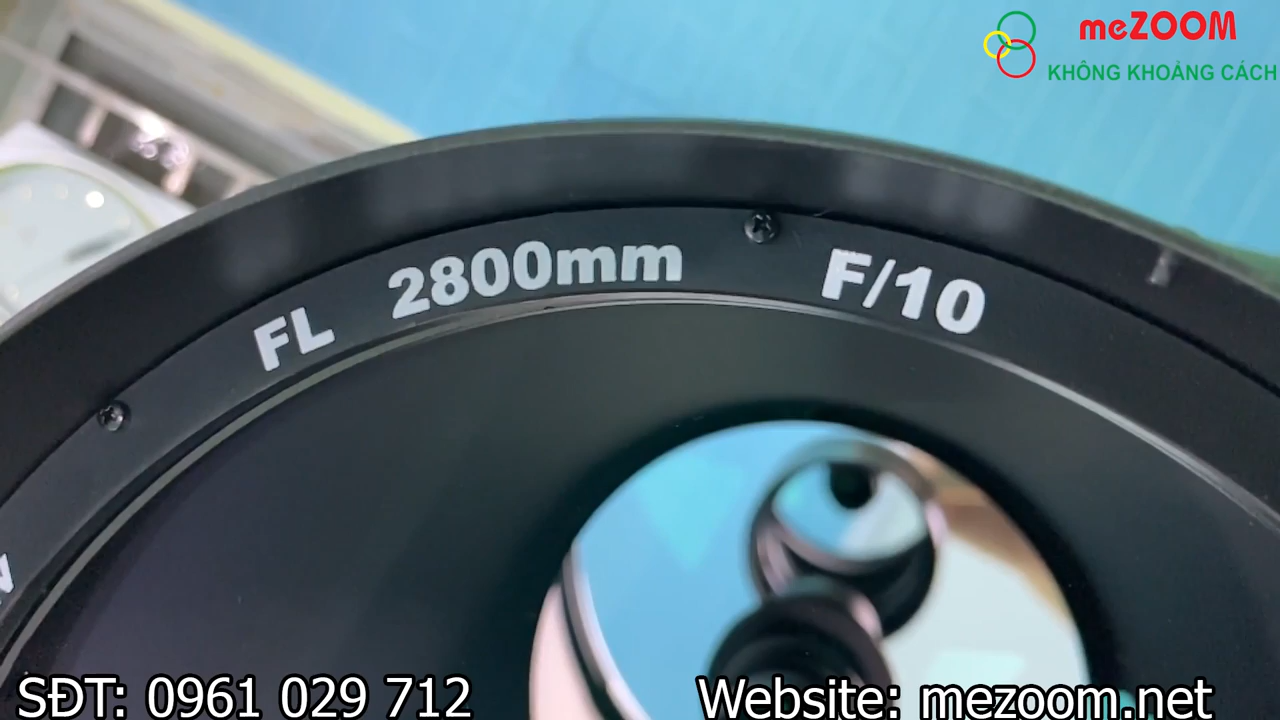 meZOOM
KHÔNG KHOẢNG CÁCH
FL 2800mm F/10
SĐT: 0961 029 712
Website: mezoom.net